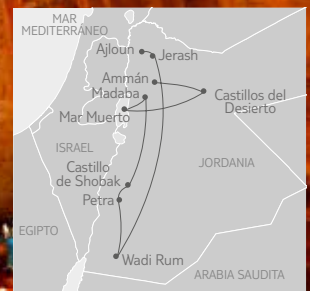 MAR
MEDITERRÁNEO
Ajloun
Jerash
Ammán
Madaba
Castillos del
Desierto
Mar Muerto
ISRAEL
Castillo
de Shobak
JORDANIA
Petra
EGIPTO
Wadi Rum
ARABIA SAUDITA